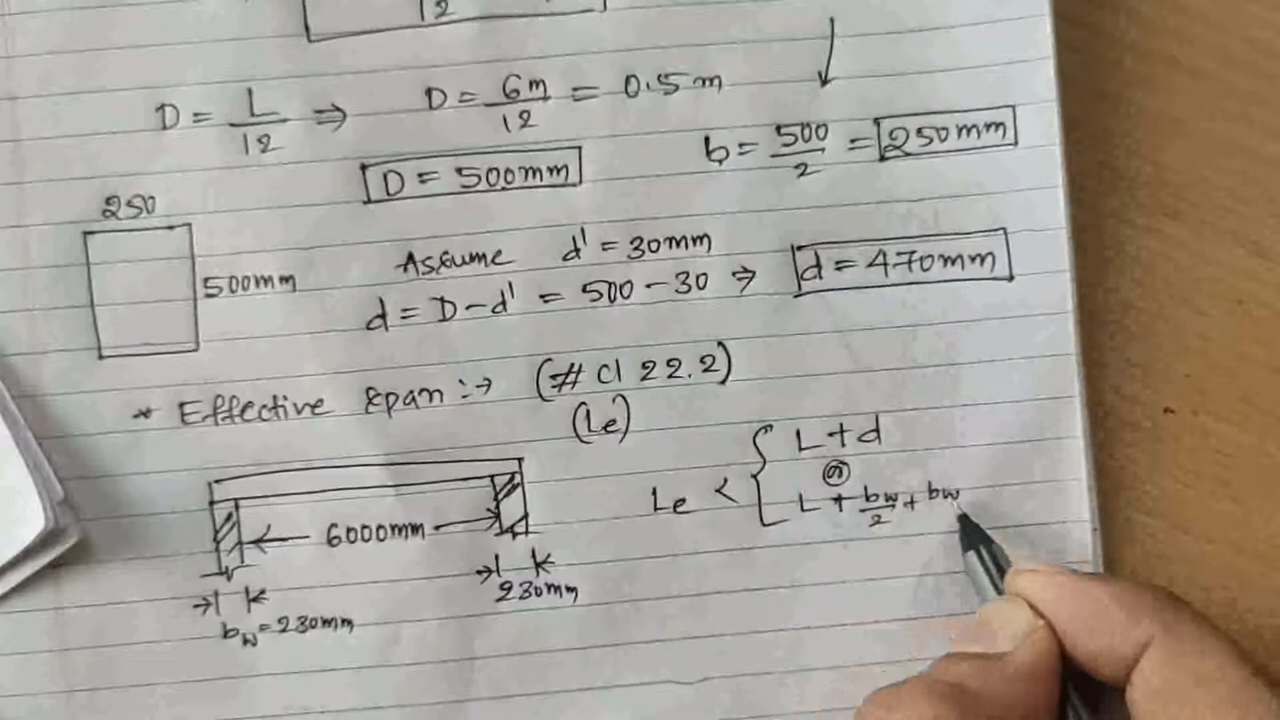 12
D = L/12 ⇒ D = 6m/12 = 0.5 m
D = 500mm
b = 500/2 = 250mm
250
500mm
Assume d' = 30mm
d = D - d' = 500 - 30 ⇒ d = 470mm
* Effective span :→ (# Cl 22.2)
(Le)
Le < { L + d
or
L + bw/2 + bw
6000mm
230mm
bw = 230mm